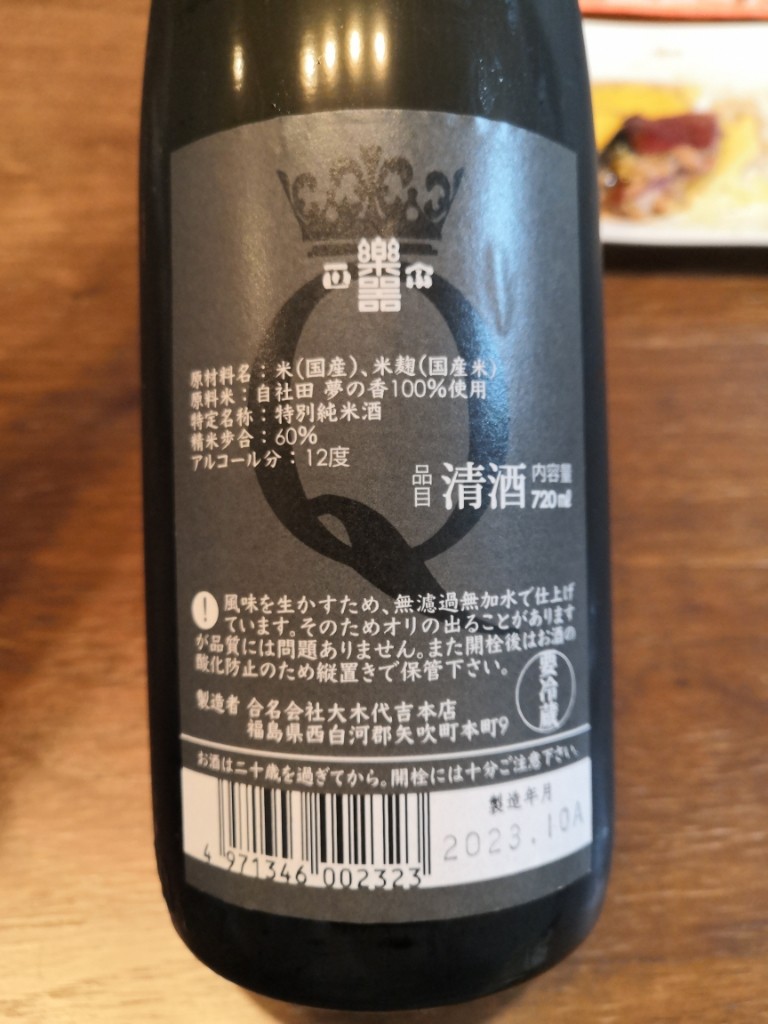 樂器正宗
原材料名：米(国産)、米麹(国産米)
原料米：自社田 夢の香100%使用
特定名称：特別純米酒
精米歩合：60%
アルコール分：12度
品目 清酒 内容量 720ml
! 風味を生かすため、無濾過無加水で仕上げ
ています。そのためオリの出ることがあります
が品質には問題ありません。また開栓後はお酒の
酸化防止のため縦置きで保管下さい。
要冷蔵
製造者 合名会社大木代吉本店
福島県西白河郡矢吹町本町9
お酒は二十歳を過ぎてから。開栓には十分ご注意下さい。
製造年月
2023.10A
4 971346 002323